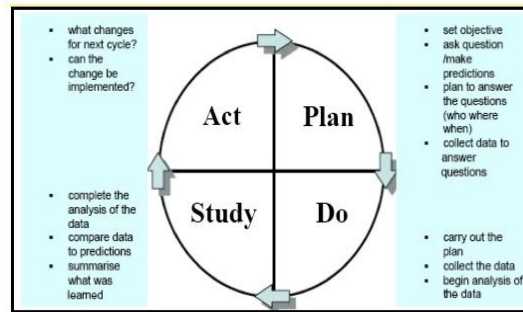 • what changes
for next cycle?
• can the
change be
implemented?
Act
Plan
• set objective
• ask question
/make
predictions
• plan to answer
the questions
(who where
when)
• collect data to
answer
questions
• complete the
analysis of the
data
• compare data
to predictions
• summarise
what was
learned
Study
Do
• carry out the
plan
• collect the data
• begin analysis of
the data